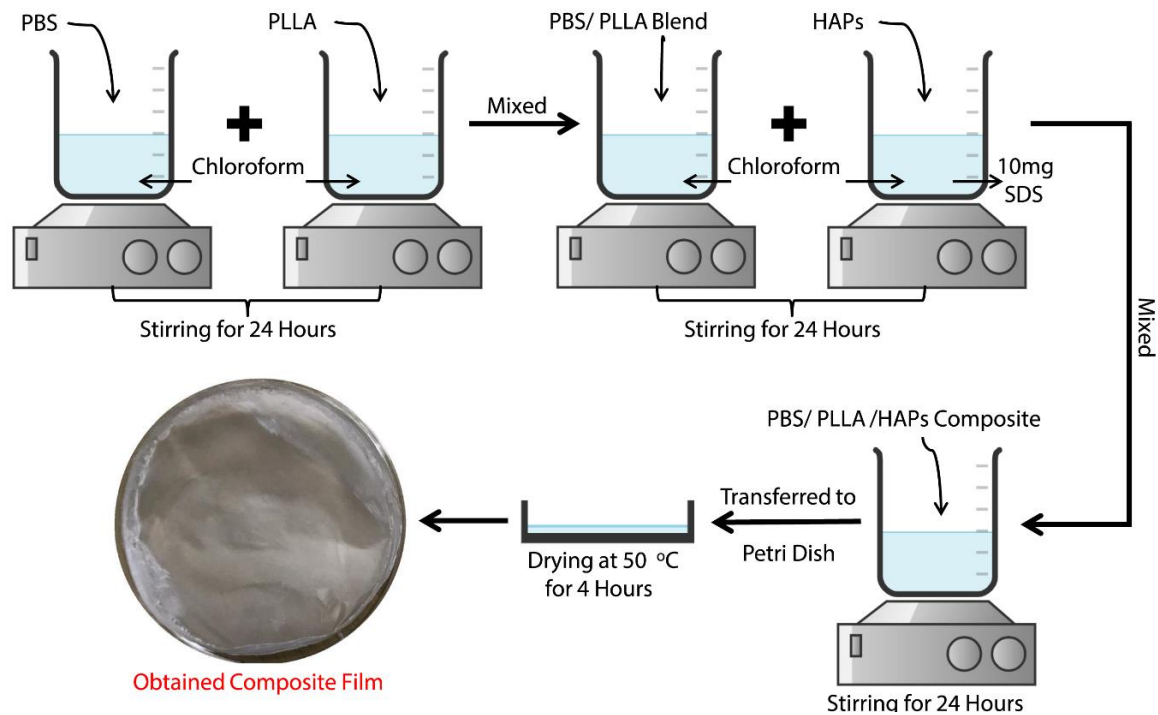 PBS
PLLA
PBS/ PLLA Blend
HAPs
Mixed
Chloroform
Chloroform
10mg
SDS
Stirring for 24 Hours
Stirring for 24 Hours
Mixed
PBS/ PLLA /HAPs Composite
Transferred to
Petri Dish
Drying at 50 ºC
for 4 Hours
Obtained Composite Film
Stirring for 24 Hours